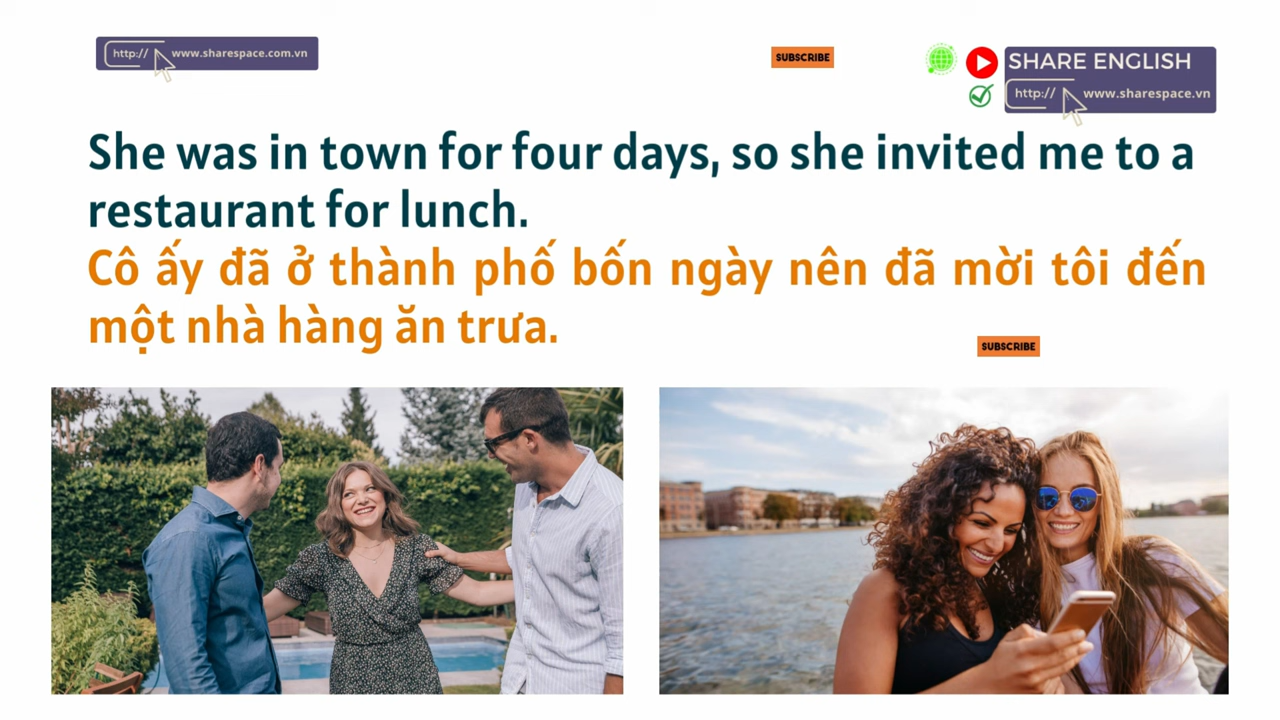 http:// www.sharespace.com.vn
SUBSCRIBE
SHARE ENGLISH
http:// www.sharespace.vn
She was in town for four days, so she invited me to a
restaurant for lunch.
Cô ấy đã ở thành phố bốn ngày nên đã mời tôi đến
một nhà hàng ăn trưa.
SUBSCRIBE